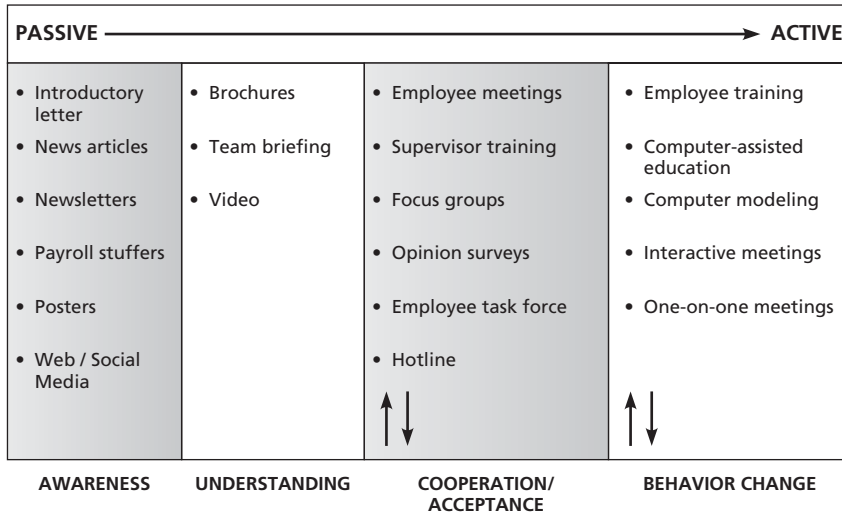 PASSIVE
ACTIVE
• Introductory
letter
• News articles
• Newsletters
• Payroll stuffers
• Posters
• Web / Social
Media
• Brochures
• Team briefing
• Video
• Employee meetings
• Supervisor training
• Focus groups
• Opinion surveys
• Employee task force
• Hotline
• Employee training
• Computer-assisted
education
• Computer modeling
• Interactive meetings
• One-on-one meetings
AWARENESS
UNDERSTANDING
COOPERATION/
ACCEPTANCE
BEHAVIOR CHANGE